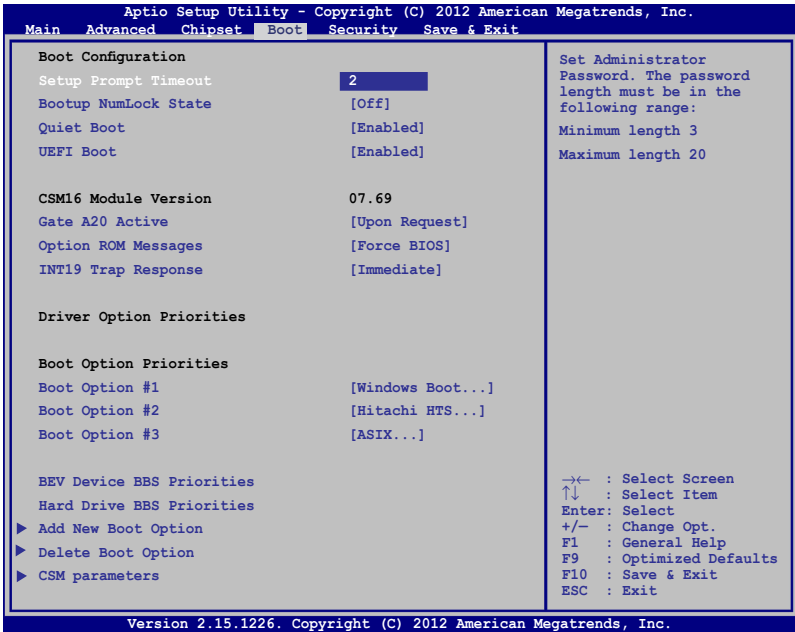 Aptio Setup Utility - Copyright (C) 2012 American Megatrends, Inc.
Main Advanced Chipset Boot Security Save & Exit
Boot Configuration
Setup Prompt Timeout 2
Bootup NumLock State [Off]
Quiet Boot [Enabled]
UEFI Boot [Enabled]
CSM16 Module Version 07.69
Gate A20 Active [Upon Request]
Option ROM Messages [Force BIOS]
INT19 Trap Response [Immediate]
Driver Option Priorities
Boot Option Priorities
Boot Option #1 [Windows Boot...]
Boot Option #2 [Hitachi HTS...]
Boot Option #3 [ASIX...]
BEV Device BBS Priorities
Hard Drive BBS Priorities
Add New Boot Option
Delete Boot Option
CSM parameters
Set Administrator
Password. The password
length must be in the
following range:
Minimum length 3
Maximum length 20
→← : Select Screen
↑↓ : Select Item
Enter: Select
+/— : Change Opt.
F1 : General Help
F9 : Optimized Defaults
F10 : Save & Exit
ESC : Exit
Version 2.15.1226. Copyright (C) 2012 American Megatrends, Inc.